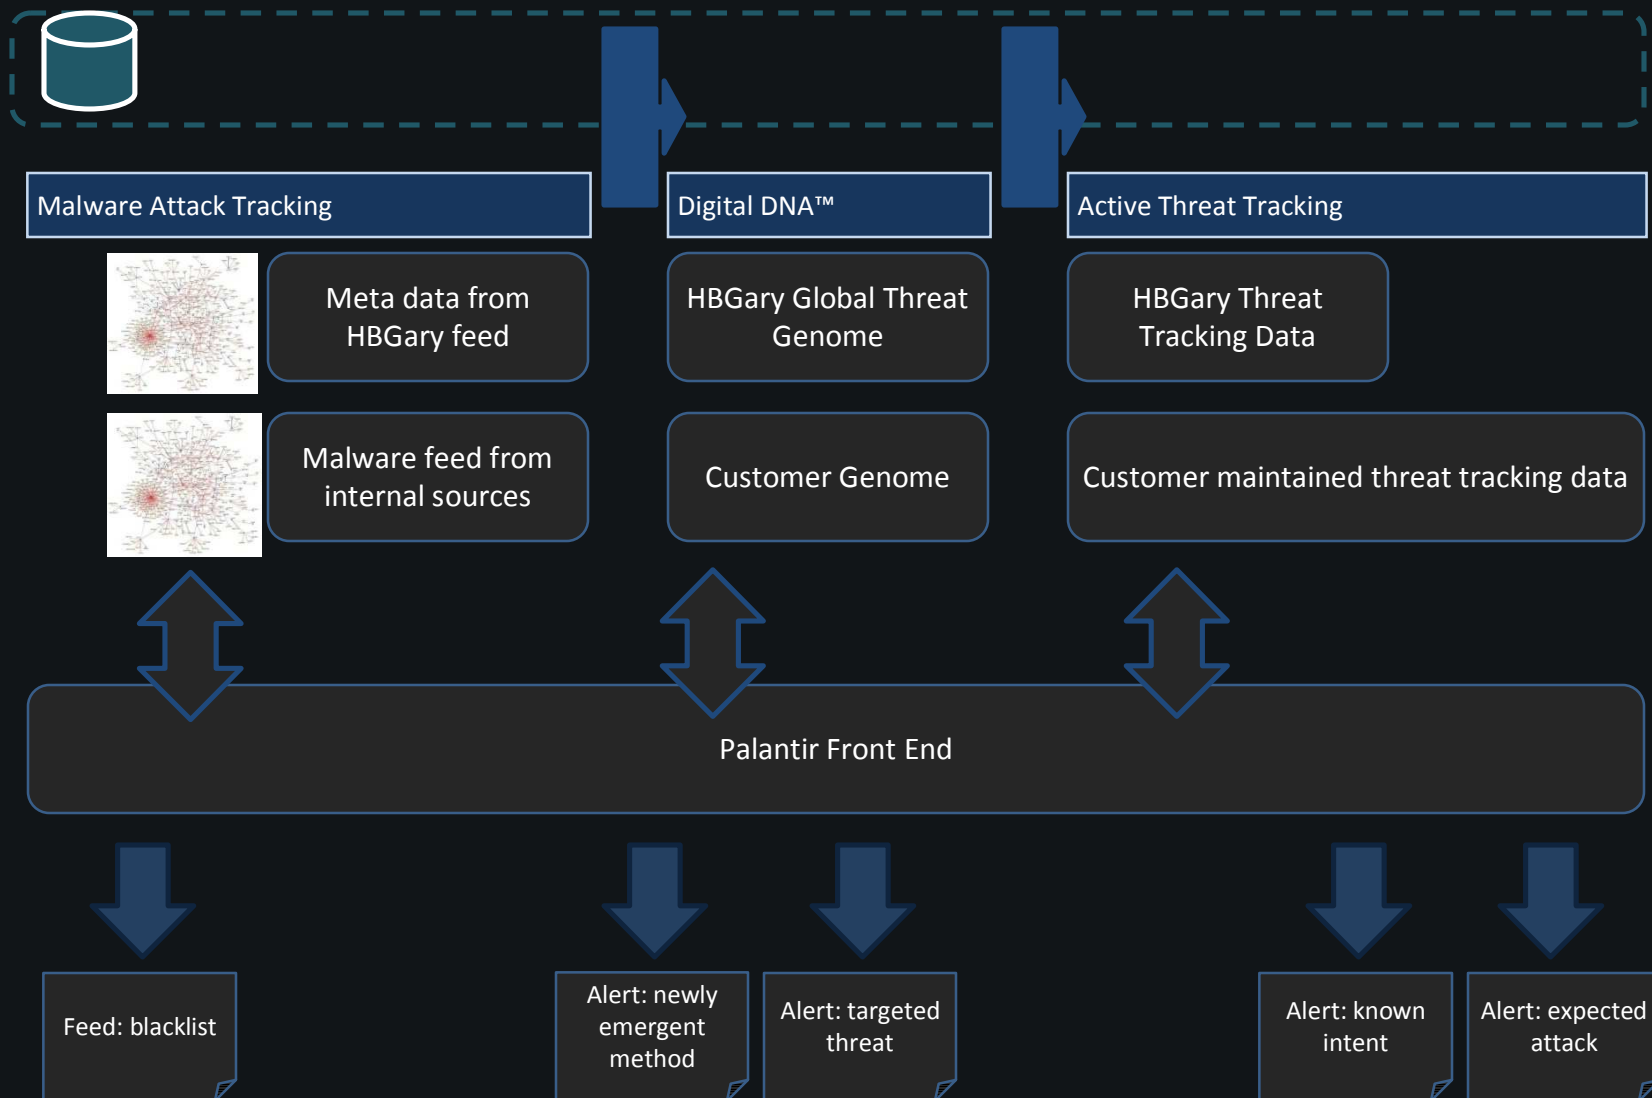 Malware Attack Tracking
Digital DNA™
Active Threat Tracking
Meta data from
HBGary feed
HBGary Global Threat
Genome
HBGary Threat
Tracking Data
Malware feed from
internal sources
Customer Genome
Customer maintained threat tracking data
Palantir Front End
Feed: blacklist
Alert: newly
emergent
method
Alert: targeted
threat
Alert: known
intent
Alert: expected
attack